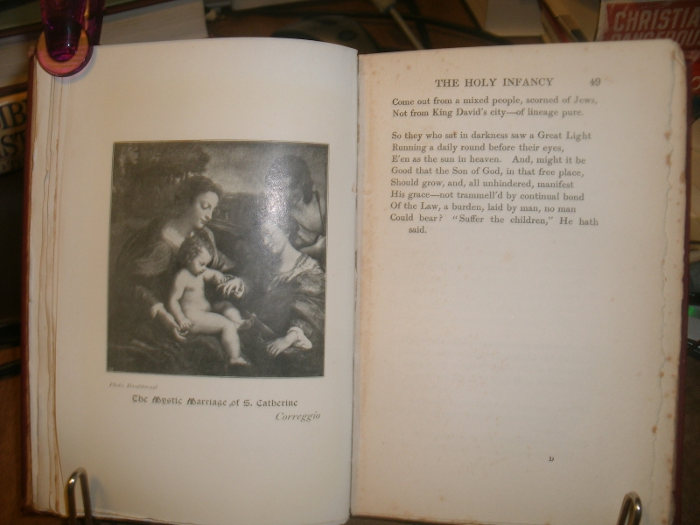 The Mystic Marriage of S. Catherine
Correggio
THE HOLY INFANCY 49
Come out from a mixed people, scorned of Jews,
Not from King David's city—of lineage pure.
So they who sat in darkness saw a Great Light
Running a daily round before their eyes,
E'en as the sun in heaven. And, might it be
Good that the Son of God, in that free place,
Should grow, and, all unhindered, manifest
His grace—not trammell'd by continual bond
Of the Law, a burden, laid by man, no man
Could bear? "Suffer the children," He hath
said.
D
CHRISTI